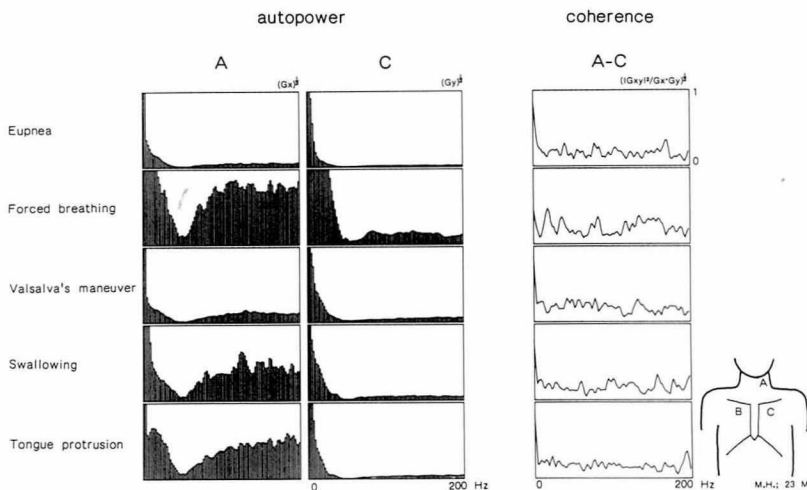 autopower coherence
A C A-C
(Gx)½ (Gy)½ (|Gxy|²/Gx·Gy)½
Eupnea
1
0
Forced breathing
Valsalva's maneuver
Swallowing
A
B C
Tongue protrusion
0 200 Hz 0 200 Hz
M.H.; 23 M